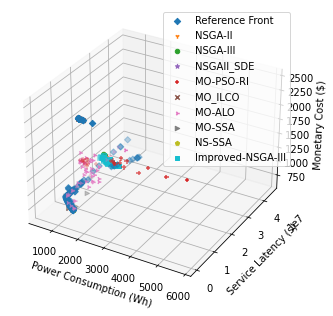 Reference Front
NSGA-II
NSGA-III
NSGAII_SDE
MO-PSO-RI
MO_ILCO
MO-ALO
MO-SSA
NS-SSA
Improved-NSGA-III
2500
2250
2000
1750
1500
1250
1000
750
Monetary Cost ($)
4
3
2
1
0
Service Latency (s)
1e7
1000
2000
3000
4000
5000
6000
Power Consumption (Wh)